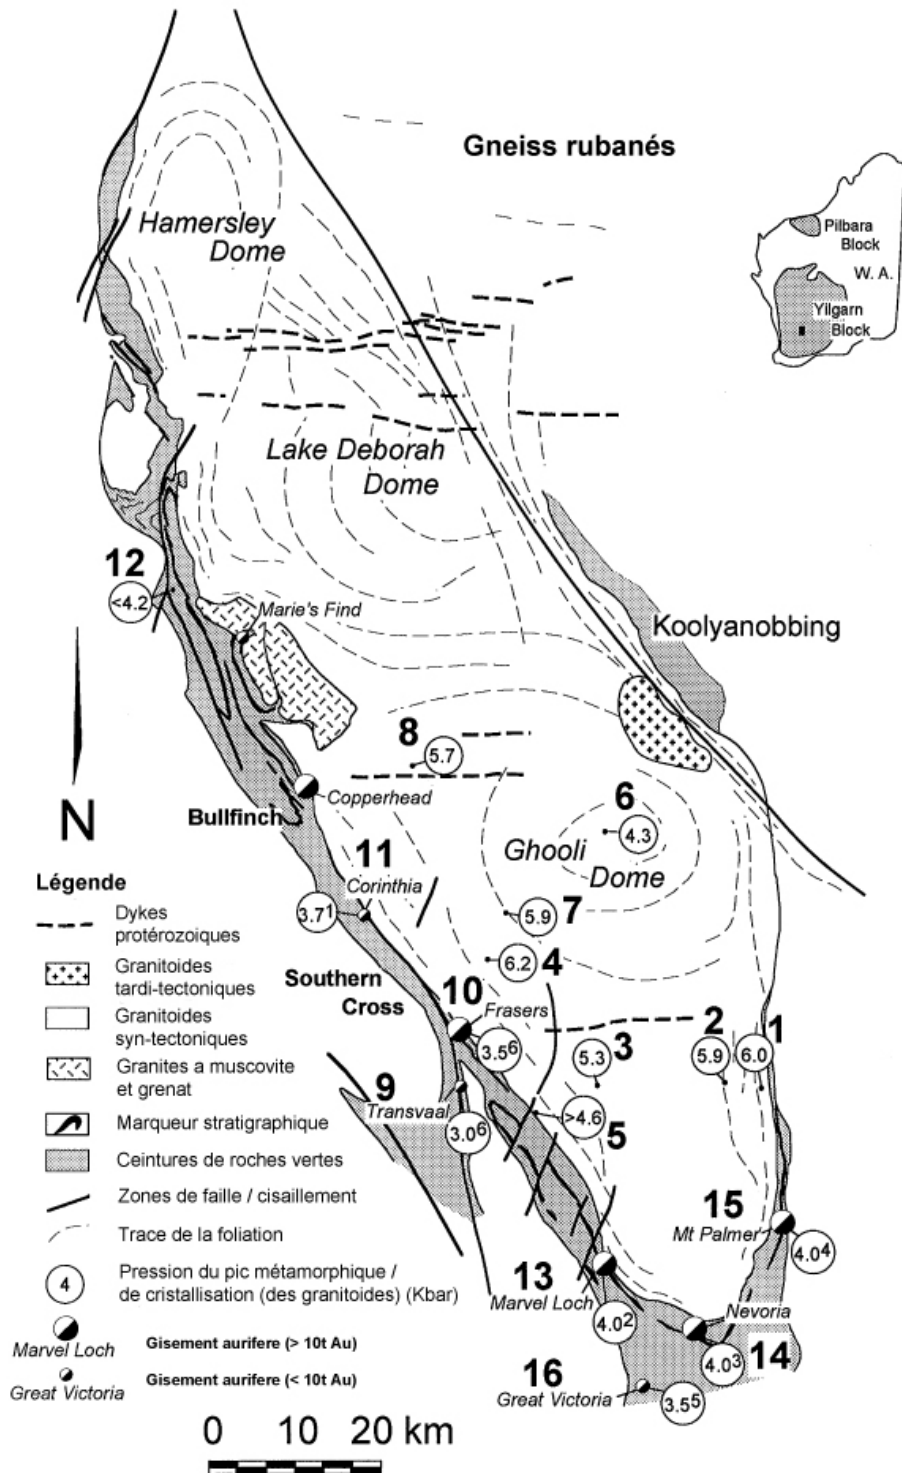 Gneiss rubanés
Hamersley
Dome
Pilbara
Block
W. A.
Yilgarn
Block
Lake Deborah
Dome
12
<4.2
Marie's Find
Koolyanobbing
8
5.7
6
4.3
Copperhead
Bullfinch
N
Ghooli
Dome
11
Corinthia
3.7¹
7
5.9
4
6.2
Southern
Cross
10
Frasers
3.5⁶
3
5.3
2
5.9
1
6.0
9
Transvaal
3.0⁶
>4.6
5
15
Mt Palmer
4.0⁴
13
Marvel Loch
4.0²
Nevoria
4.0³
14
16
Great Victoria
3.5⁵
Légende
Dykes
protérozoiques
Granitoides
tardi-tectoniques
Granitoides
syn-tectoniques
Granites a muscovite
et grenat
Marqueur stratigraphique
Ceintures de roches vertes
Zones de faille / cisaillement
Trace de la foliation
4
Pression du pic métamorphique /
de cristallisation (des granitoides) (Kbar)
Marvel Loch
Gisement aurifere (> 10t Au)
Great Victoria
Gisement aurifere (< 10t Au)
0 10 20 km